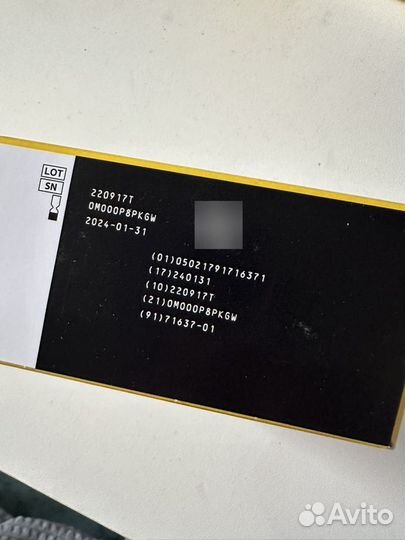 LOT
SN
220917T
0M000P8PKGW
2024-01-31
(01)05021791716371
(17)240131
(10)220917T
(21)0M000P8PKGW
(91)71637-01
Avito